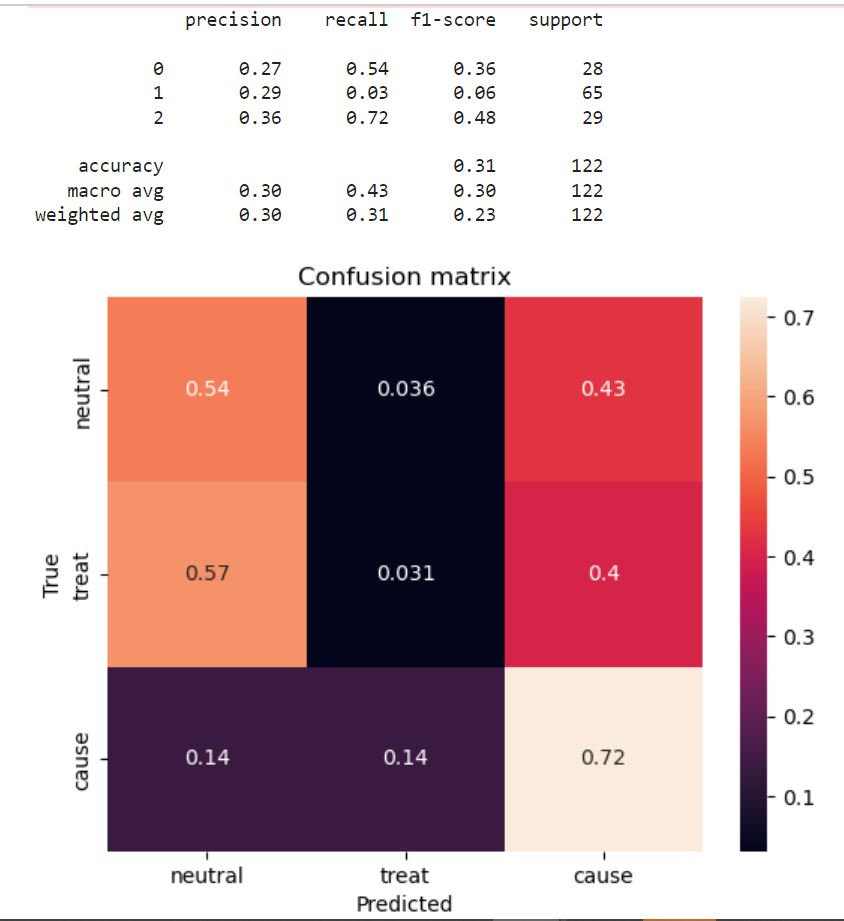 precision recall f1-score support
0 0.27 0.54 0.36 28
1 0.29 0.03 0.06 65
2 0.36 0.72 0.48 29
accuracy 0.31 122
macro avg 0.30 0.43 0.30 122
weighted avg 0.30 0.31 0.23 122
Confusion matrix
neutral 0.54 0.036 0.43
treat 0.57 0.031 0.4
cause 0.14 0.14 0.72
True
neutral treat cause
Predicted
0.7
0.6
0.5
0.4
0.3
0.2
0.1